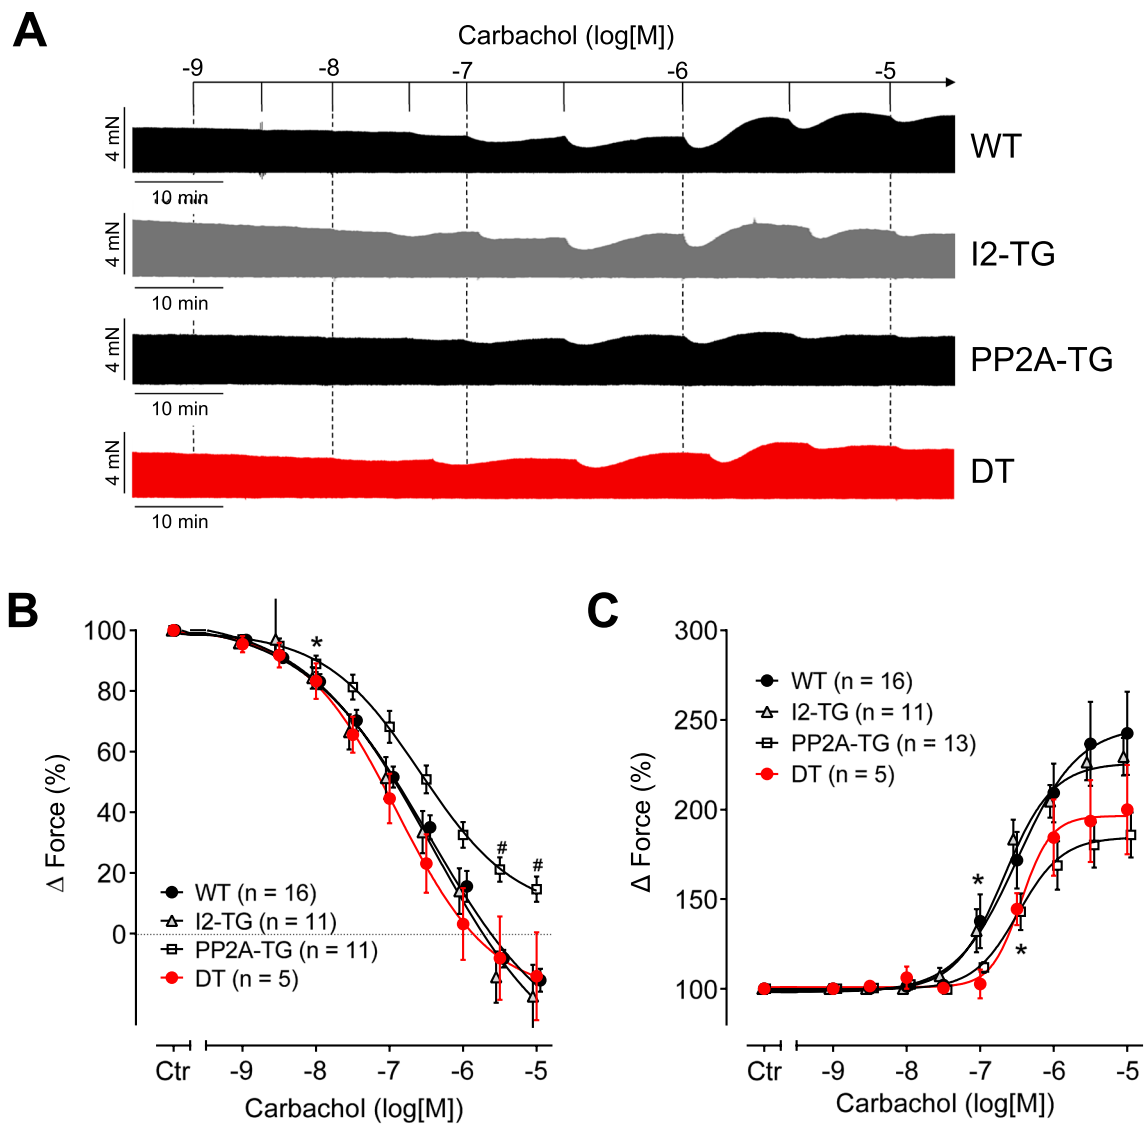 A
Carbachol (log[M])
-9 -8 -7 -6 -5
4 mN
WT
10 min
4 mN
I2-TG
10 min
4 mN
PP2A-TG
10 min
4 mN
DT
10 min
B
100
80
60
40
20
0
Δ Force (%)
*
#
#
WT (n = 16)
I2-TG (n = 11)
PP2A-TG (n = 11)
DT (n = 5)
Ctr -9 -8 -7 -6 -5
Carbachol (log[M])
C
300
250
200
150
100
Δ Force (%)
WT (n = 16)
I2-TG (n = 11)
PP2A-TG (n = 13)
DT (n = 5)
*
*
Ctr -9 -8 -7 -6 -5
Carbachol (log[M])